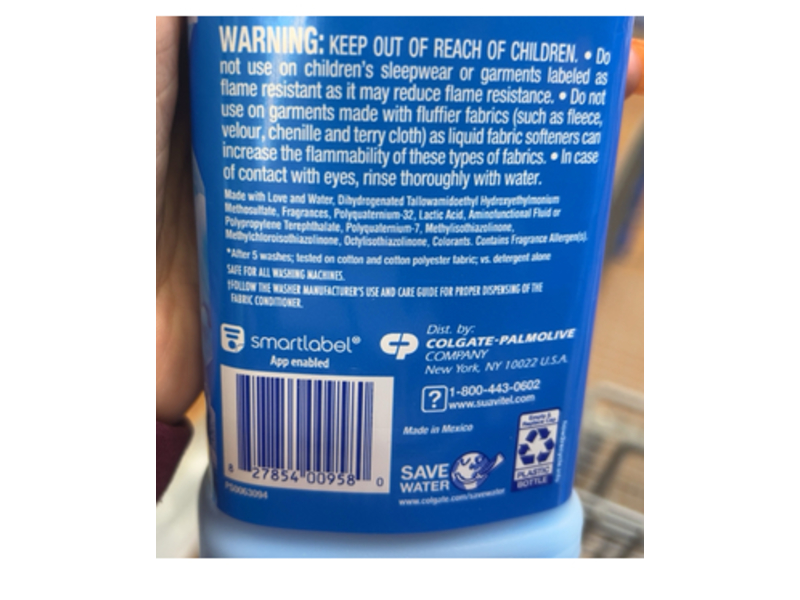 WARNING: KEEP OUT OF REACH OF CHILDREN. • Do
not use on children's sleepwear or garments labeled as
flame resistant as it may reduce flame resistance. • Do not
use on garments made with fluffier fabrics (such as fleece,
velour, chenille and terry cloth) as liquid fabric softeners can
increase the flammability of these types of fabrics. • In case
of contact with eyes, rinse thoroughly with water.
Made with Love and Water, Dihydrogenated Tallowamidoethyl Hydroxyethylmonium
Methosulfate, Fragrances, Polyquaternium-32, Lactic Acid, Aminofunctional Fluid or
Polypropylene Terephthalate, Polyquaternium-7, Methylisothiazolinone,
Methylchloroisothiazolinone, Octylisothiazolinone, Colorants. Contains Fragrance Allergen(s).
*After 5 washes; tested on cotton and cotton polyester fabric; vs. detergent alone
SAFE FOR ALL WASHING MACHINES.
†FOLLOW THE WASHER MANUFACTURER'S USE AND CARE GUIDE FOR PROPER DISPENSING OF THE
FABRIC CONDITIONER.
smartlabel®
App enabled
Dist. by:
COLGATE-PALMOLIVE
COMPANY
New York, NY 10022 U.S.A.
? 1-800-443-0602
www.suavitel.com
Made in Mexico
8 27854 00958 0
P50063094
SAVE
WATER
www.colgate.com/savewater
Empty &
Replace Cap
PLASTIC
BOTTLE